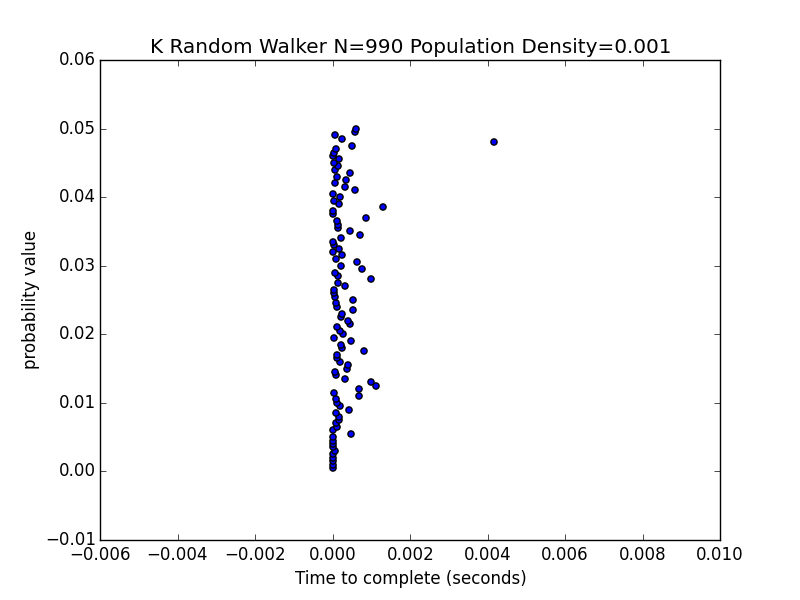 K Random Walker N=990 Population Density=0.001
0.06
0.05
0.04
0.03
0.02
0.01
0.00
−0.01
probability value
−0.006 −0.004 −0.002 0.000 0.002 0.004 0.006 0.008 0.010
Time to complete (seconds)